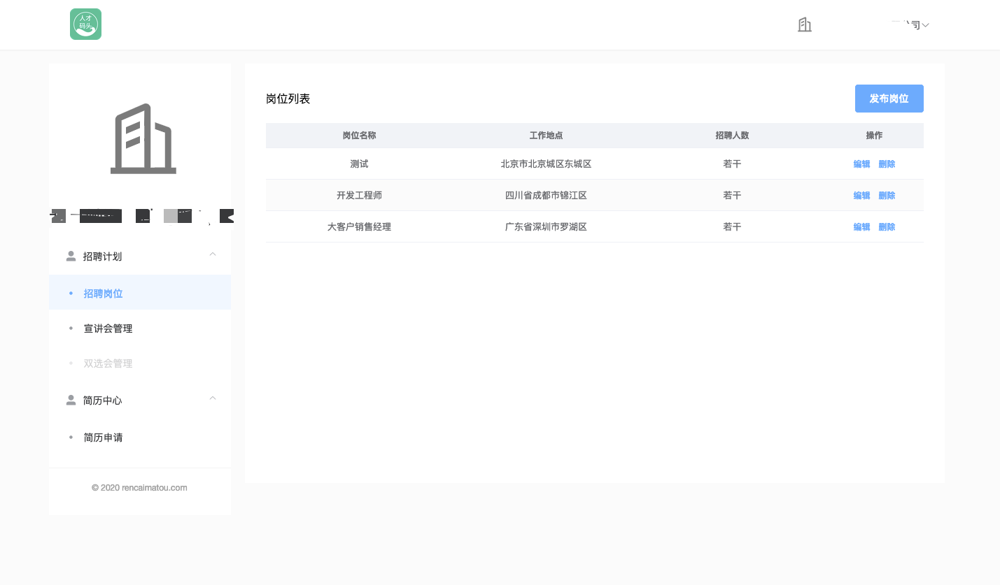 人才
码头
司
岗位列表
发布岗位
岗位名称 工作地点 招聘人数 操作
测试 北京市北京城区东城区 若干 编辑 删除
开发工程师 四川省成都市锦江区 若干 编辑 删除
大客户销售经理 广东省深圳市罗湖区 若干 编辑 删除
招聘计划
招聘岗位
宣讲会管理
双选会管理
简历中心
简历申请
© 2020 rencaimatou.com